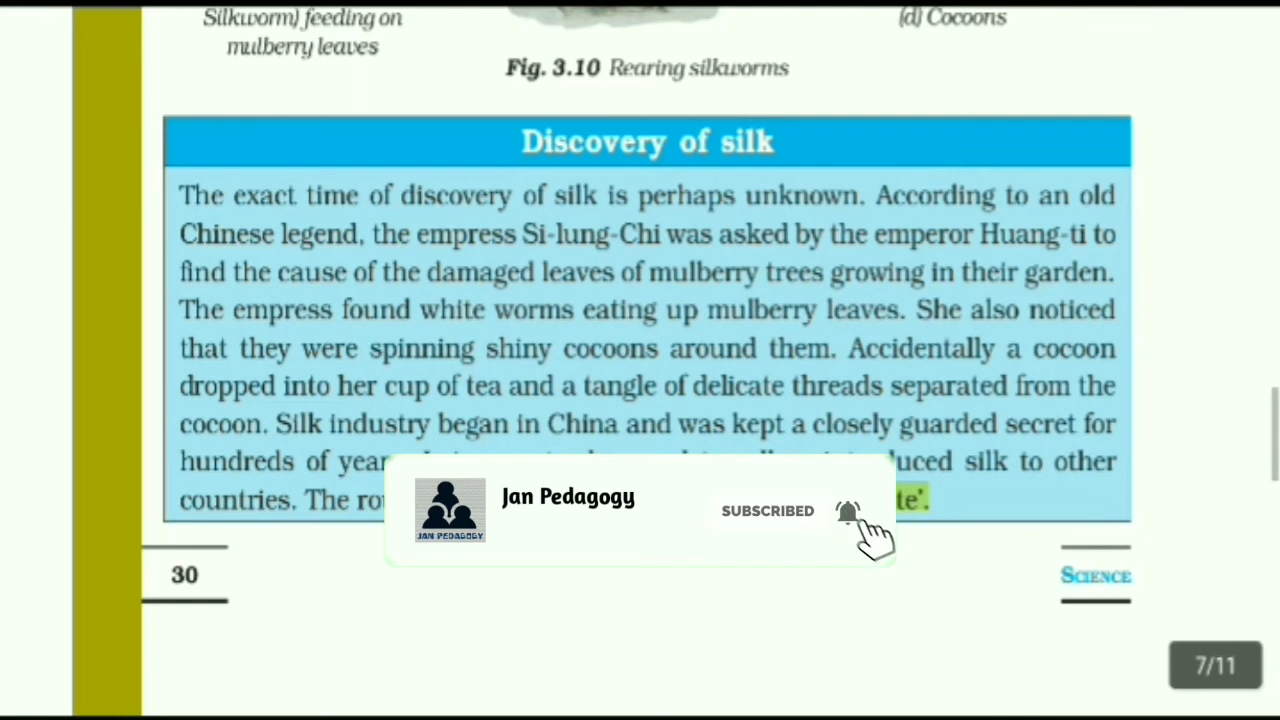 Silkworm) feeding on
mulberry leaves
(d) Cocoons
Fig. 3.10 Rearing silkworms
Discovery of silk
The exact time of discovery of silk is perhaps unknown. According to an old
Chinese legend, the empress Si-lung-Chi was asked by the emperor Huang-ti to
find the cause of the damaged leaves of mulberry trees growing in their garden.
The empress found white worms eating up mulberry leaves. She also noticed
that they were spinning shiny cocoons around them. Accidentally a cocoon
dropped into her cup of tea and a tangle of delicate threads separated from the
cocoon. Silk industry began in China and was kept a closely guarded secret for
hundreds of silk to other
countries. The
Jan Pedagogy
JAN PEDAGOGY
SUBSCRIBED
30
SCIENCE
7/11